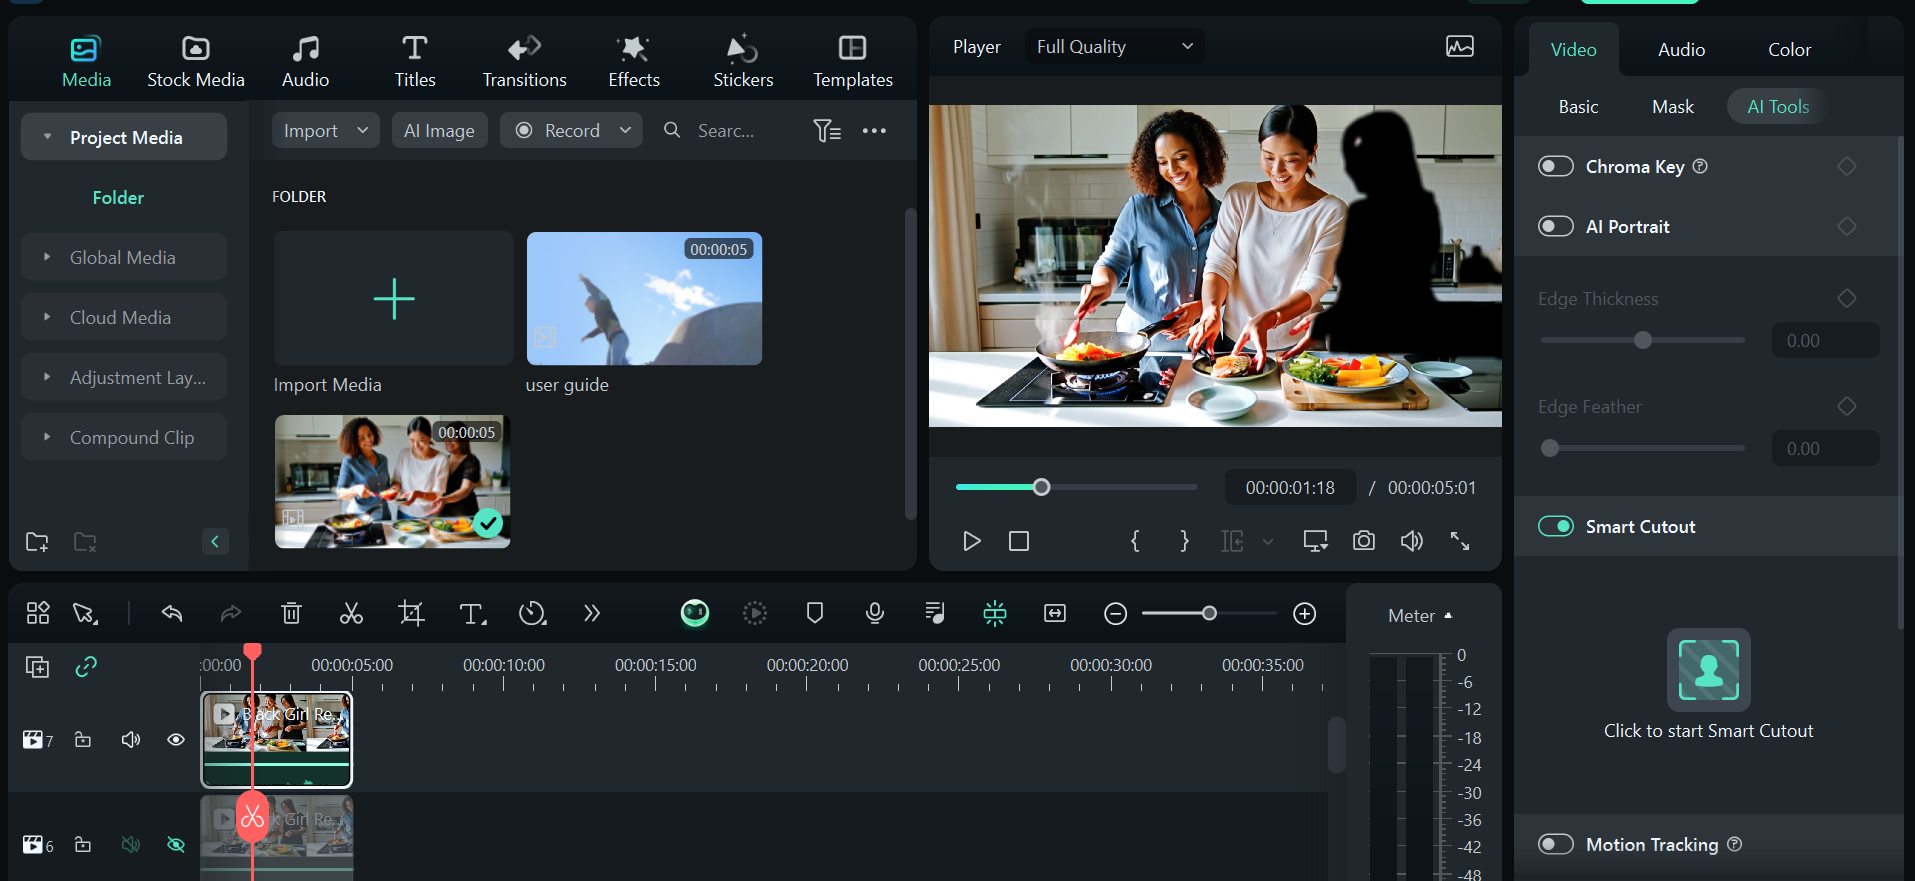 Media
Stock Media
Audio
Titles
Transitions
Effects
Stickers
Templates
Project Media
Folder
Global Media
Cloud Media
Adjustment Lay...
Compound Clip
Import
AI Image
Record
Searc...
FOLDER
Import Media
00:00:05
user guide
00:00:05
Player
Full Quality
00:00:01:18 / 00:00:05:01
Video
Audio
Color
Basic
Mask
AI Tools
Chroma Key
AI Portrait
Edge Thickness
0.00
Edge Feather
0.00
Smart Cutout
Click to start Smart Cutout
Motion Tracking
:00:00
00:00:05:00
00:00:10:00
00:00:15:00
00:00:20:00
00:00:25:00
00:00:30:00
00:00:35:00
7
Black Girl Re...
6
Girl Re...
Meter
0
-6
-12
-18
-24
-30
-36
-42
-48